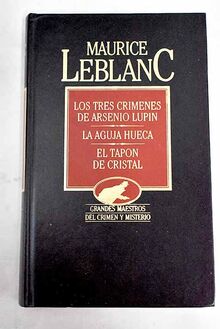 MAURICE
LEBLANC
LOS TRES CRIMENES
DE ARSENIO LUPIN
LA AGUJA HUECA
EL TAPON
DE CRISTAL
GRANDES MAESTROS
DEL CRIMEN Y MISTERIO